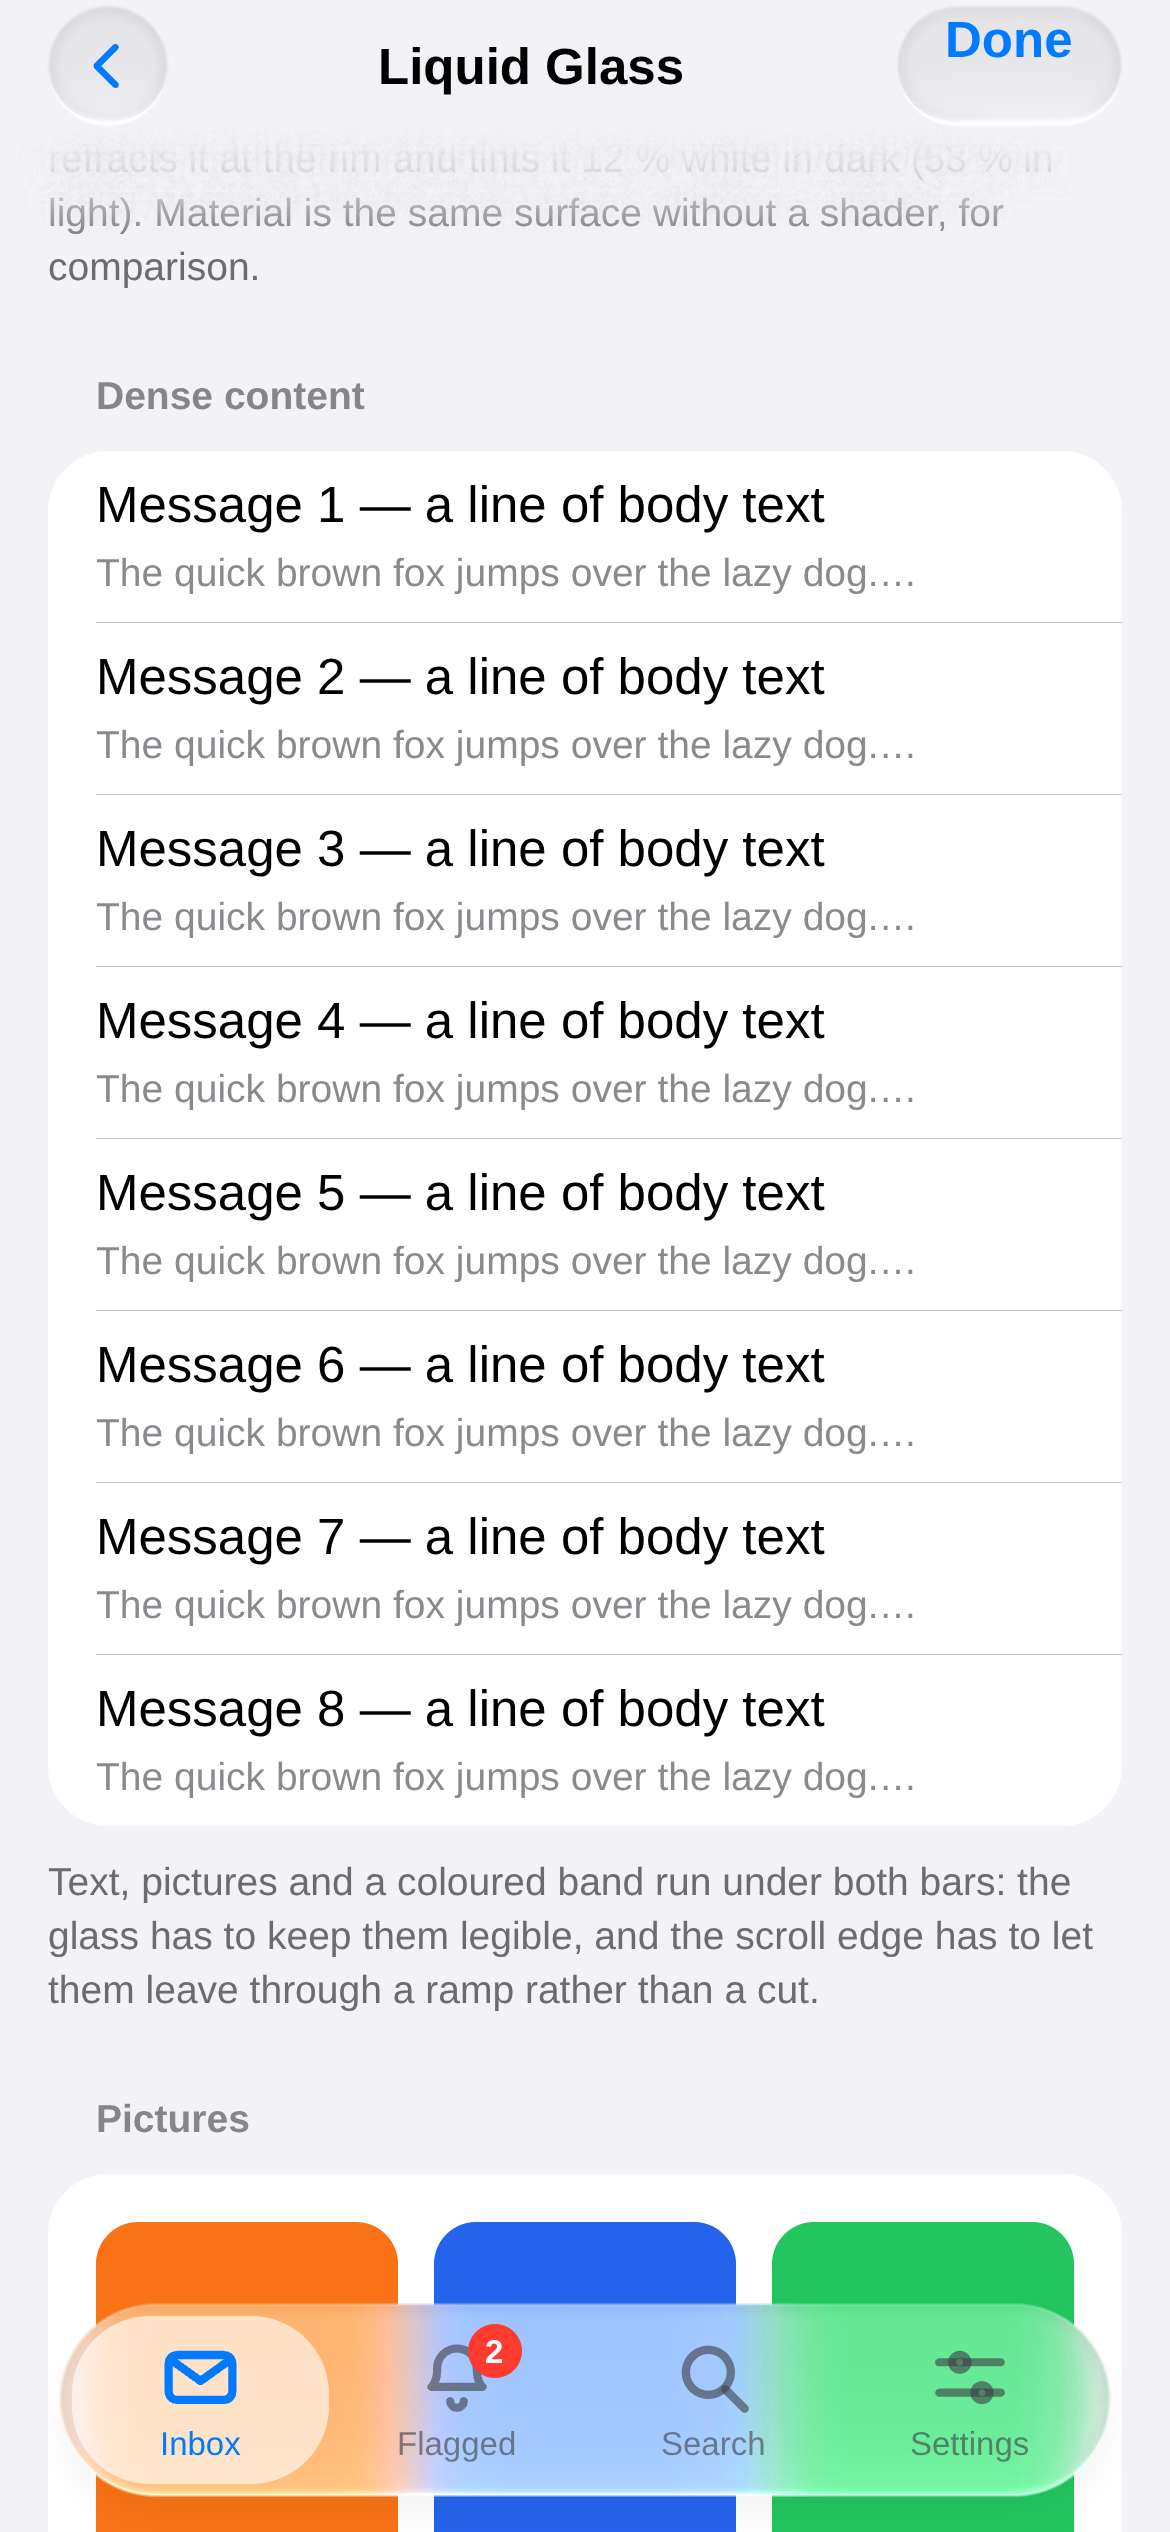 Liquid Glass
Done
refracts it at the rim and tints it 12 % white in dark (53 % in
light). Material is the same surface without a shader, for
comparison.
Dense content
Message 1 — a line of body text
The quick brown fox jumps over the lazy dog.…
Message 2 — a line of body text
The quick brown fox jumps over the lazy dog.…
Message 3 — a line of body text
The quick brown fox jumps over the lazy dog.…
Message 4 — a line of body text
The quick brown fox jumps over the lazy dog.…
Message 5 — a line of body text
The quick brown fox jumps over the lazy dog.…
Message 6 — a line of body text
The quick brown fox jumps over the lazy dog.…
Message 7 — a line of body text
The quick brown fox jumps over the lazy dog.…
Message 8 — a line of body text
The quick brown fox jumps over the lazy dog.…
Text, pictures and a coloured band run under both bars: the
glass has to keep them legible, and the scroll edge has to let
them leave through a ramp rather than a cut.
Pictures
2
Inbox
Flagged
Search
Settings